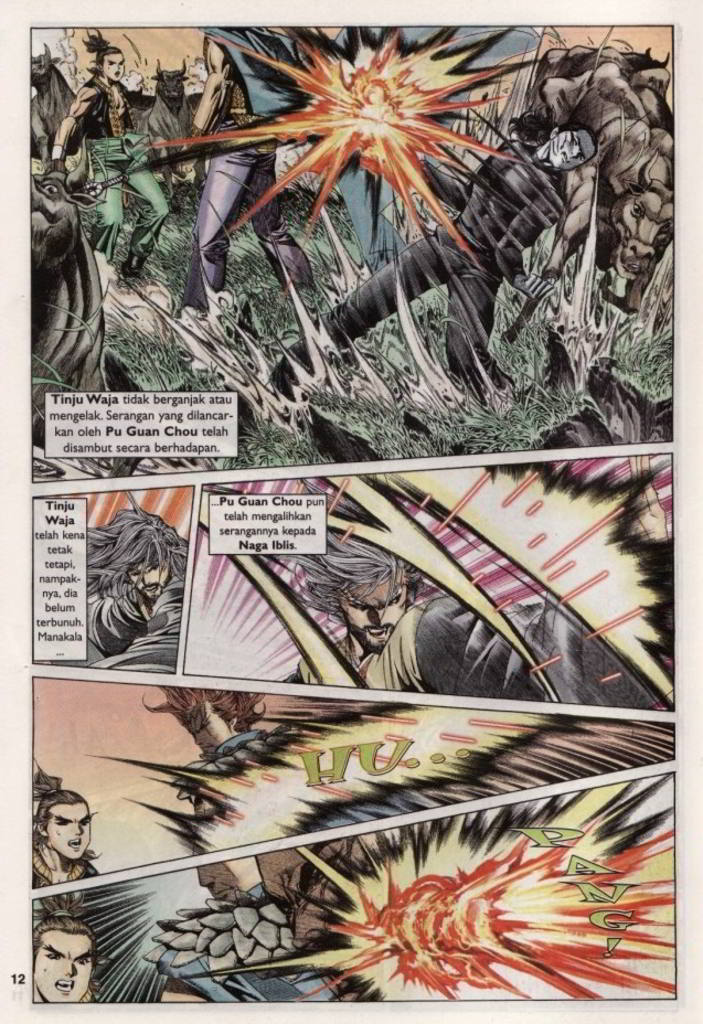 Tinju Waja tidak berganjak atau
mengelak. Serangan yang dilancar-
kan oleh Pu Guan Chou telah
disambut secara berhadapan.
Tinju
Waja
telah kena
tetak
tetapi,
nampak-
nya, dia
belum
terbunuh.
Manakala
...
...Pu Guan Chou pun
telah mengalihkan
serangannya kepada
Naga Iblis.
HU...
PANG!
12